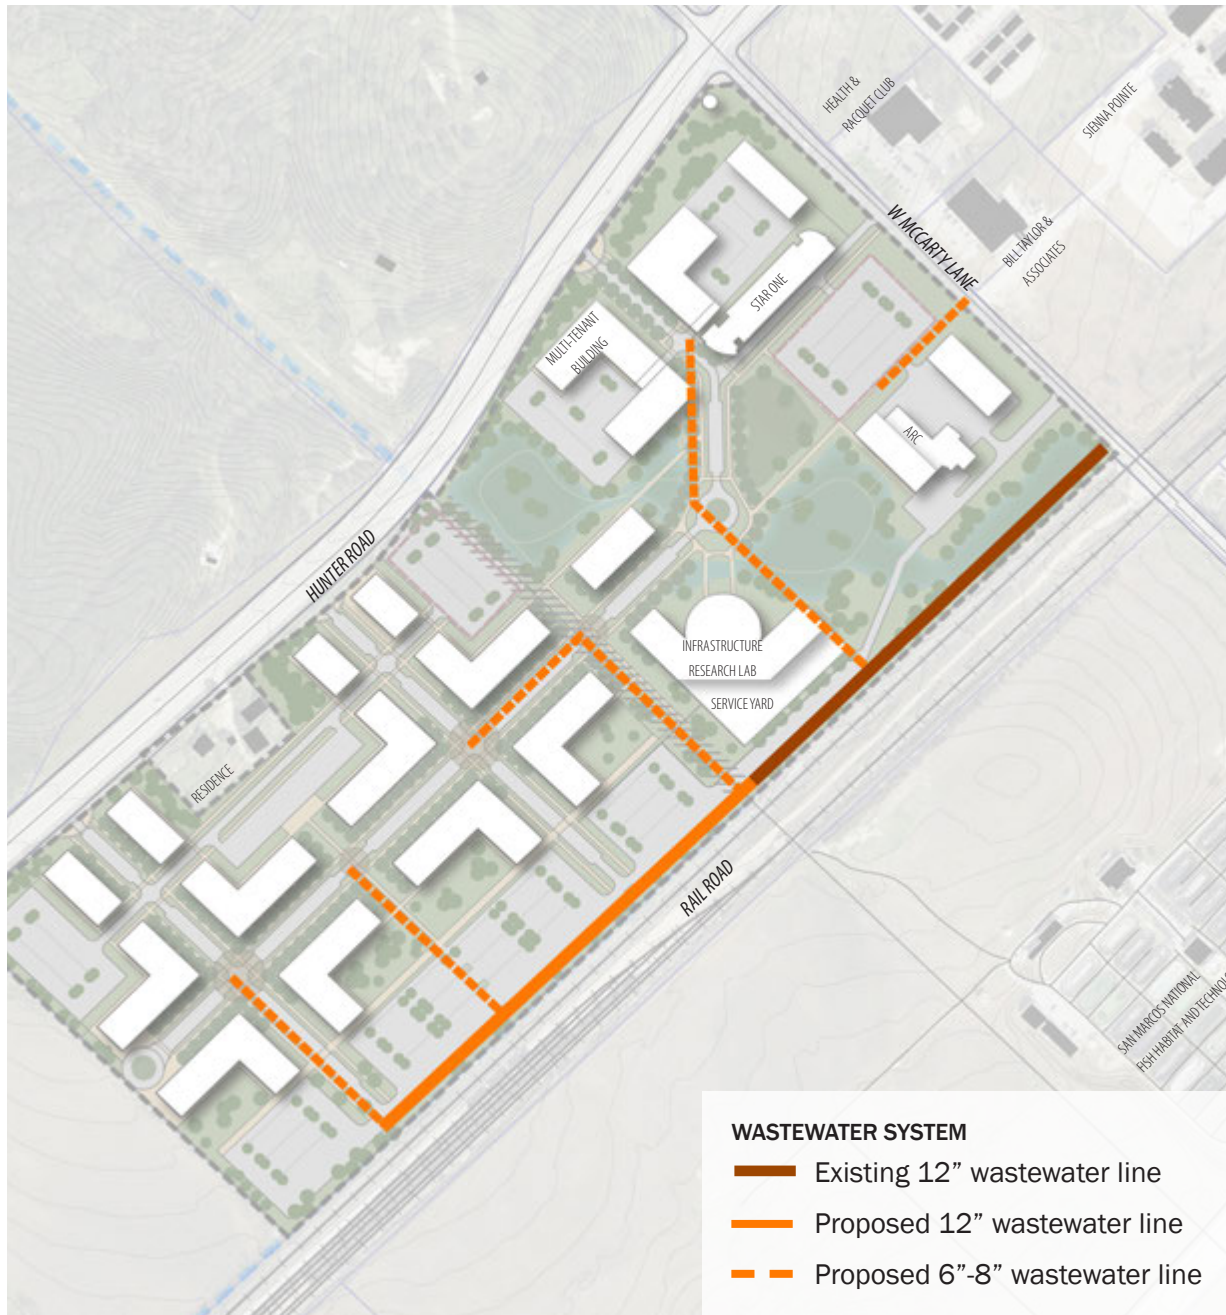 HEALTH &
RACQUET CLUB
SIENNA POINTE
W MCCARTY LANE
BILL TAYLOR &
ASSOCIATES
STAR ONE
MULTI-TENANT
BUILDING
ARC
HUNTER ROAD
INFRASTRUCTURE
RESEARCH LAB
SERVICE YARD
RESIDENCE
RAIL ROAD
SAN MARCOS NATIONAL
FISH HABITAT AND TECHNOLO
WASTEWATER SYSTEM
Existing 12” wastewater line
Proposed 12” wastewater line
Proposed 6”-8” wastewater line